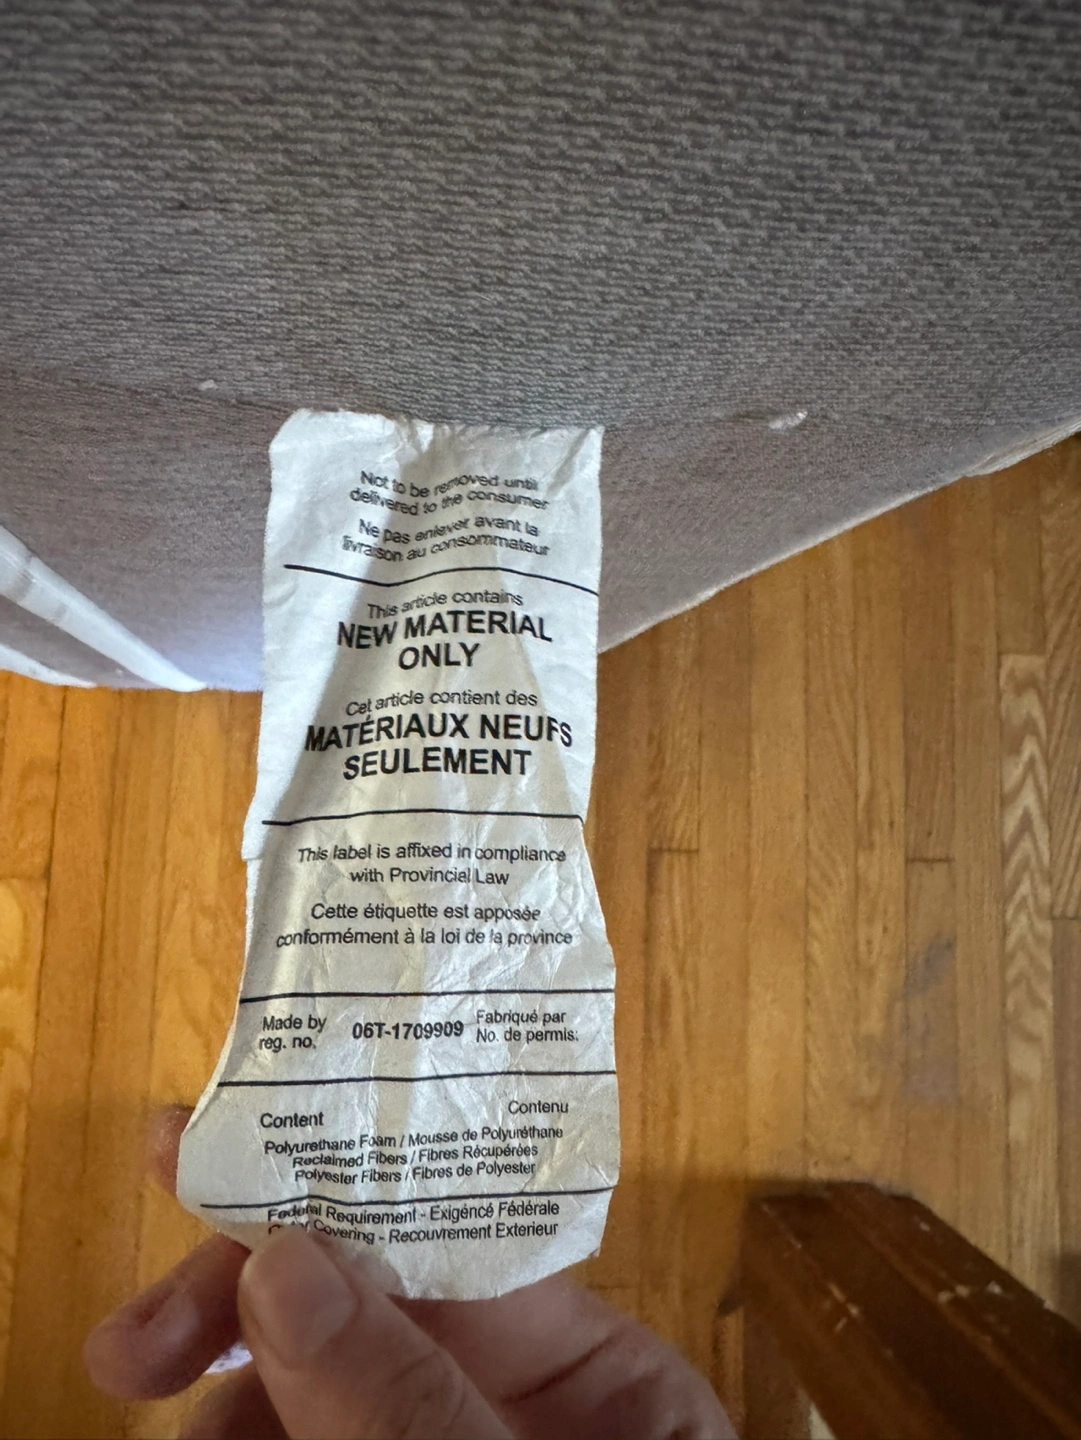 Not to be removed until
delivered to the consumer
Ne pas enlever avant la
livraison au consommateur
This article contains
NEW MATERIAL
ONLY
Cet article contient des
MATÉRIAUX NEUFS
SEULEMENT
This label is affixed in compliance
with Provincial Law
Cette étiquette est apposée
conformément à la loi de la province
Made by
reg. no.
06T-1709909
Fabriqué par
No. de permis:
Content
Contenu
Polyurethane Foam / Mousse de Polyuréthane
Reclaimed Fibers / Fibres Récupérées
Polyester Fibers / Fibres de Polyester
Federal Requirement - Exigéncé Fédérale
Covering - Recouvrement Exterieur